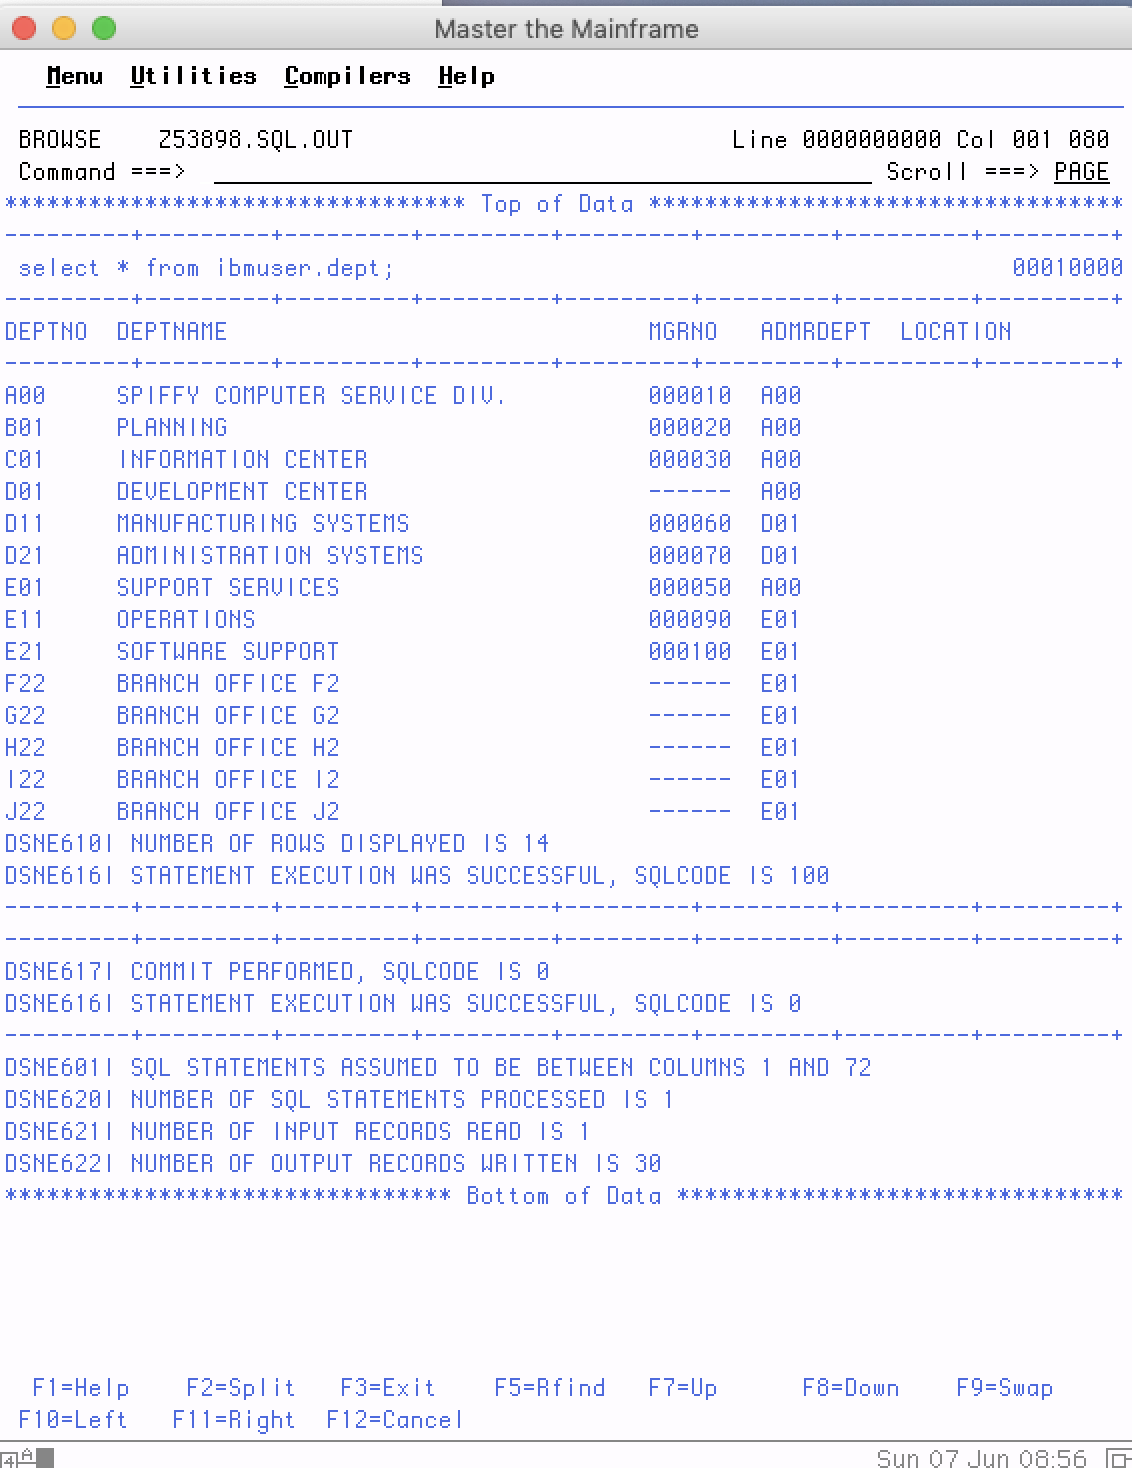 Master the Mainframe
Menu Utilities Compilers Help
BROWSE    Z53898.SQL.OUT                           Line 0000000000 Col 001 080
Command ===>                                                  Scroll ===> PAGE
********************************* Top of Data **********************************
---------+---------+---------+---------+---------+---------+---------+---------+
select * from ibmuser.dept;                                            00010000
---------+---------+---------+---------+---------+---------+---------+---------+
DEPTNO  DEPTNAME                              MGRNO   ADMRDEPT  LOCATION
---------+---------+---------+---------+---------+---------+---------+---------+
A00     SPIFFY COMPUTER SERVICE DIV.          000010  A00
B01     PLANNING                              000020  A00
C01     INFORMATION CENTER                    000030  A00
D01     DEVELOPMENT CENTER                    ------  A00
D11     MANUFACTURING SYSTEMS                 000060  D01
D21     ADMINISTRATION SYSTEMS                000070  D01
E01     SUPPORT SERVICES                      000050  A00
E11     OPERATIONS                            000090  E01
E21     SOFTWARE SUPPORT                      000100  E01
F22     BRANCH OFFICE F2                      ------  E01
G22     BRANCH OFFICE G2                      ------  E01
H22     BRANCH OFFICE H2                      ------  E01
I22     BRANCH OFFICE I2                      ------  E01
J22     BRANCH OFFICE J2                      ------  E01
DSNE610I NUMBER OF ROWS DISPLAYED IS 14
DSNE616I STATEMENT EXECUTION WAS SUCCESSFUL, SQLCODE IS 100
---------+---------+---------+---------+---------+---------+---------+---------+
---------+---------+---------+---------+---------+---------+---------+---------+
DSNE617I COMMIT PERFORMED, SQLCODE IS 0
DSNE616I STATEMENT EXECUTION WAS SUCCESSFUL, SQLCODE IS 0
---------+---------+---------+---------+---------+---------+---------+---------+
DSNE601I SQL STATEMENTS ASSUMED TO BE BETWEEN COLUMNS 1 AND 72
DSNE620I NUMBER OF SQL STATEMENTS PROCESSED IS 1
DSNE621I NUMBER OF INPUT RECORDS READ IS 1
DSNE622I NUMBER OF OUTPUT RECORDS WRITTEN IS 30
******************************** Bottom of Data ********************************
F1=Help    F2=Split   F3=Exit    F5=Rfind   F7=Up      F8=Down    F9=Swap
F10=Left   F11=Right  F12=Cancel
4 A Sun 07 Jun 08:56